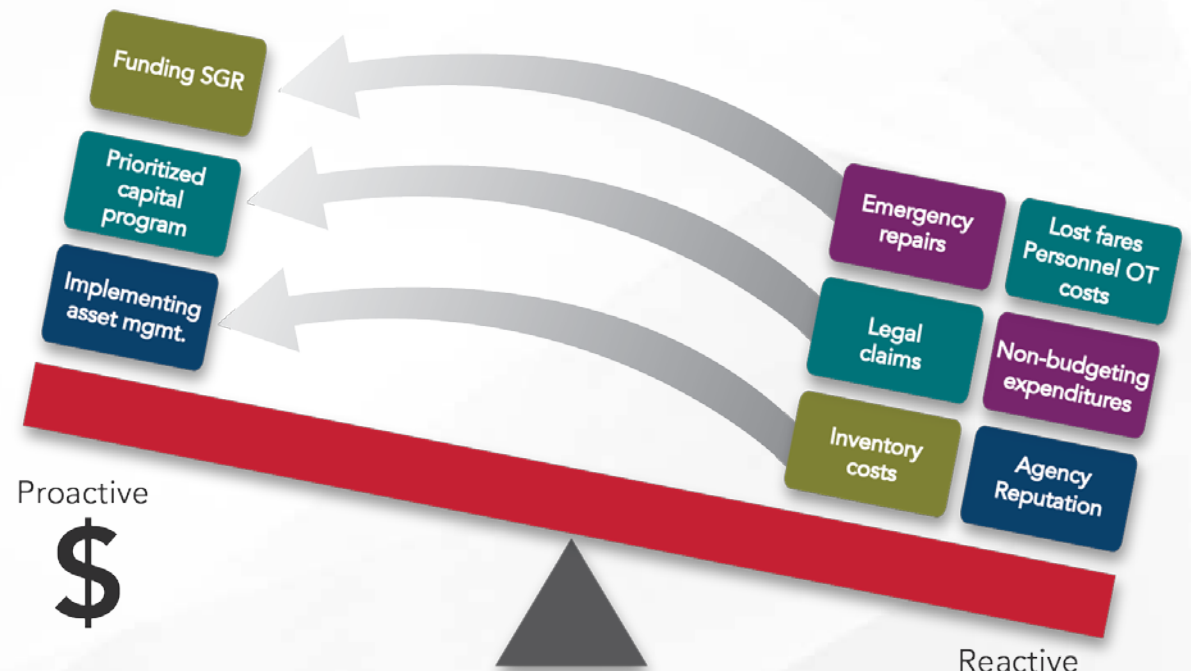 Funding SGR
Prioritized
capital
program
Implementing
asset mgmt.
Emergency
repairs
Lost fares
Personnel OT
costs
Legal
claims
Non-budgeting
expenditures
Inventory
costs
Agency
Reputation
Proactive
$
Reactive